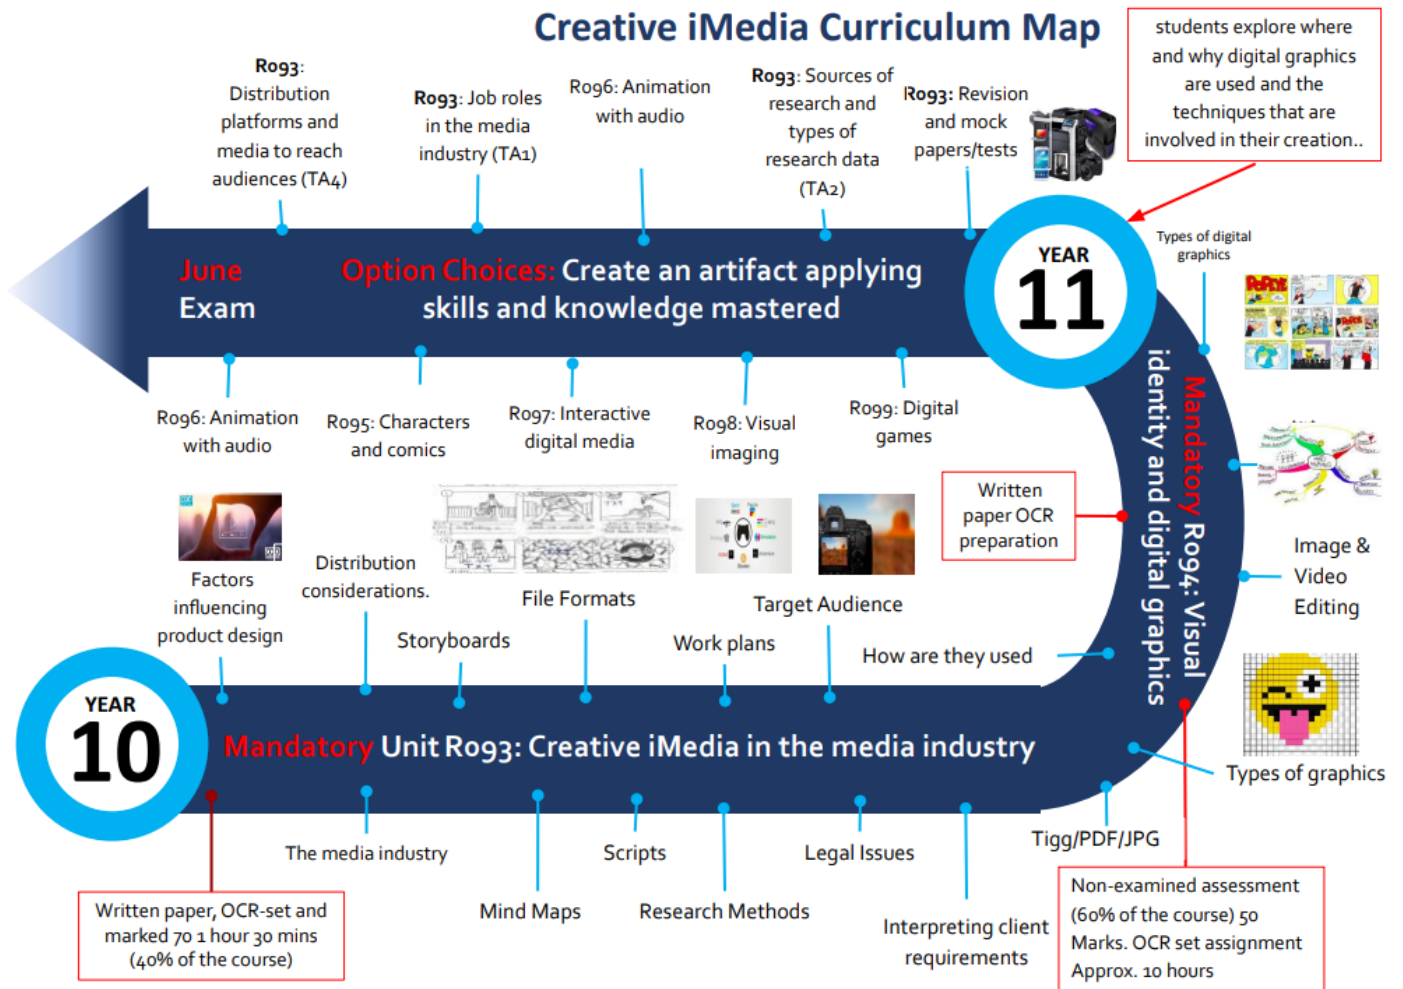 Creative iMedia Curriculum Map
students explore where
and why digital graphics
are used and the
techniques that are
involved in their creation..
R093:
Distribution
platforms and
media to reach
audiences (TA4)
R093: Job roles
in the media
industry (TA1)
R096: Animation
with audio
R093: Sources of
research and
types of
research data
(TA2)
R093: Revision
and mock
papers/tests
June
Exam
Option Choices: Create an artifact applying
skills and knowledge mastered
YEAR
11
Types of digital
graphics
POPEYE
R096: Animation
with audio
R095: Characters
and comics
R097: Interactive
digital media
R098: Visual
imaging
R099: Digital
games
Mandatory R094: Visual
identity and digital graphics
Written
paper OCR
preparation
Image &
Video
Editing
Factors
influencing
product design
Distribution
considerations.
Storyboards
File Formats
Work plans
Target Audience
How are they used
Types of graphics
YEAR
10
Mandatory Unit R093: Creative iMedia in the media industry
The media industry
Mind Maps
Scripts
Research Methods
Legal Issues
Interpreting client
requirements
Tigg/PDF/JPG
Written paper, OCR-set and
marked 70 1 hour 30 mins
(40% of the course)
Non-examined assessment
(60% of the course) 50
Marks. OCR set assignment
Approx. 10 hours